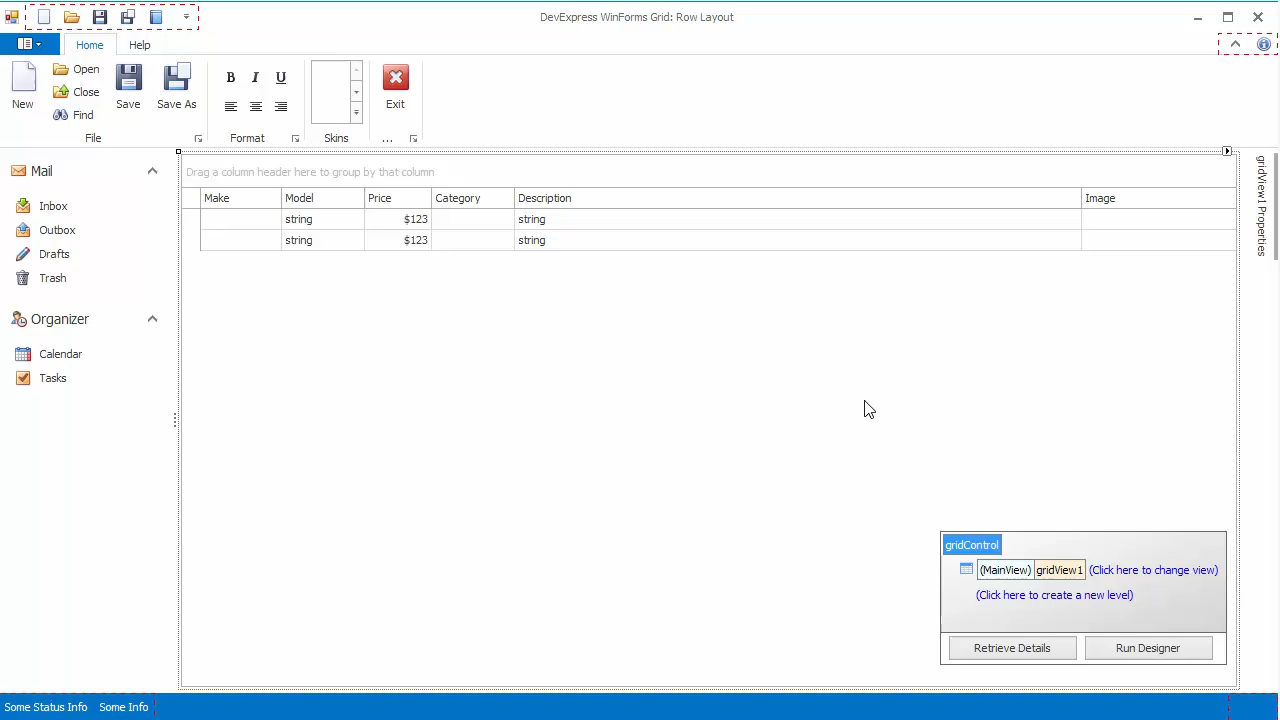 DevExpress WinForms Grid: Row Layout
Home Help
New
Open
Close
Find
Save
Save As
B I U
Exit
File
Format
Skins
...
Mail
Inbox
Outbox
Drafts
Trash
Organizer
Calendar
Tasks
Drag a column header here to group by that column
Make Model Price Category Description Image
string $123 string
string $123 string
gridView1 Properties
gridControl
(MainView) gridView1 (Click here to change view)
(Click here to create a new level)
Retrieve Details Run Designer
Some Status Info Some Info